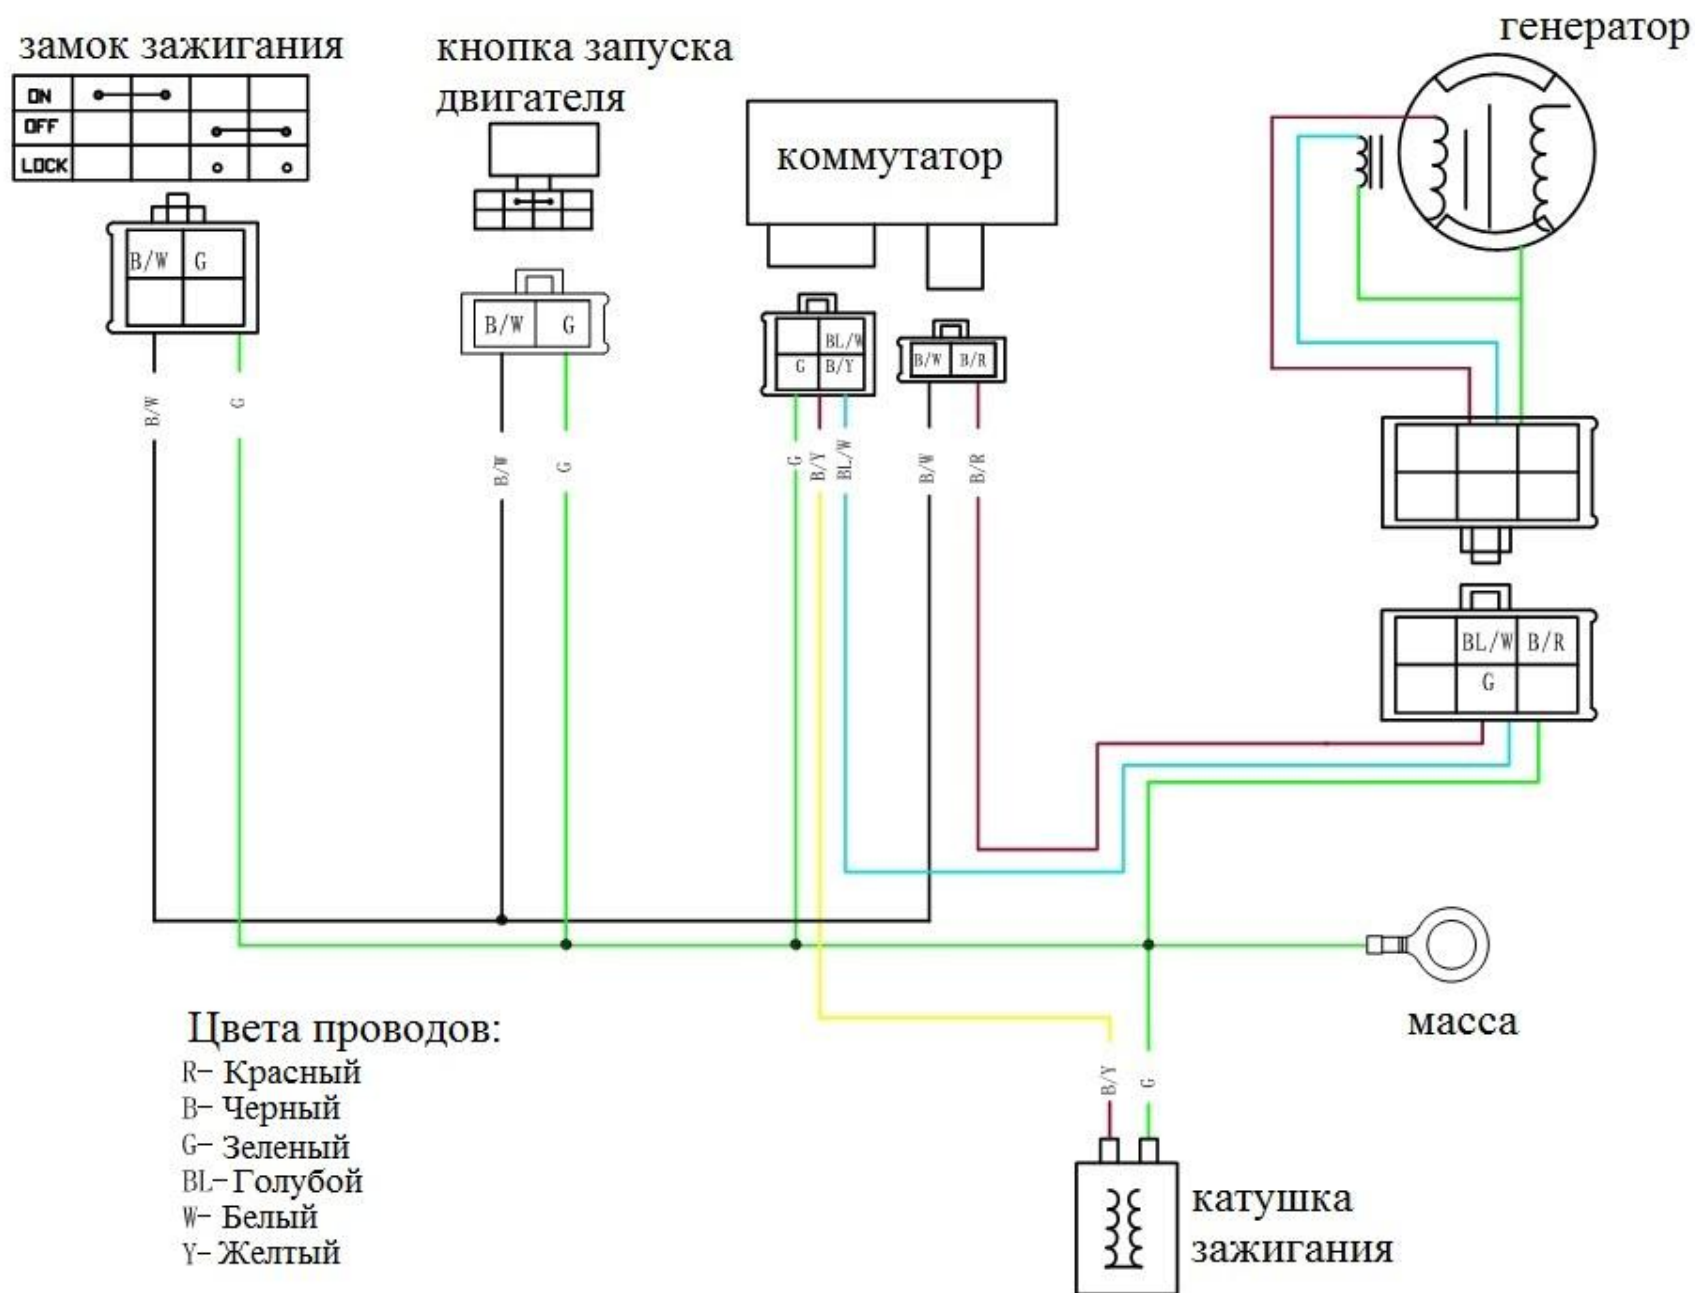 замок зажигания
ON
OFF
LOCK
B/W G
B/W
G
кнопка запуска
двигателя
B/W G
B/W
G
коммутатор
BL/W
G B/Y
B/W B/R
G
B/Y
BL/W
B/W
B/R
генератор
BL/W B/R
G
масса
B/Y
G
катушка
зажигания
Цвета проводов:
R- Красный
B- Черный
G- Зеленый
BL- Голубой
W- Белый
Y- Желтый